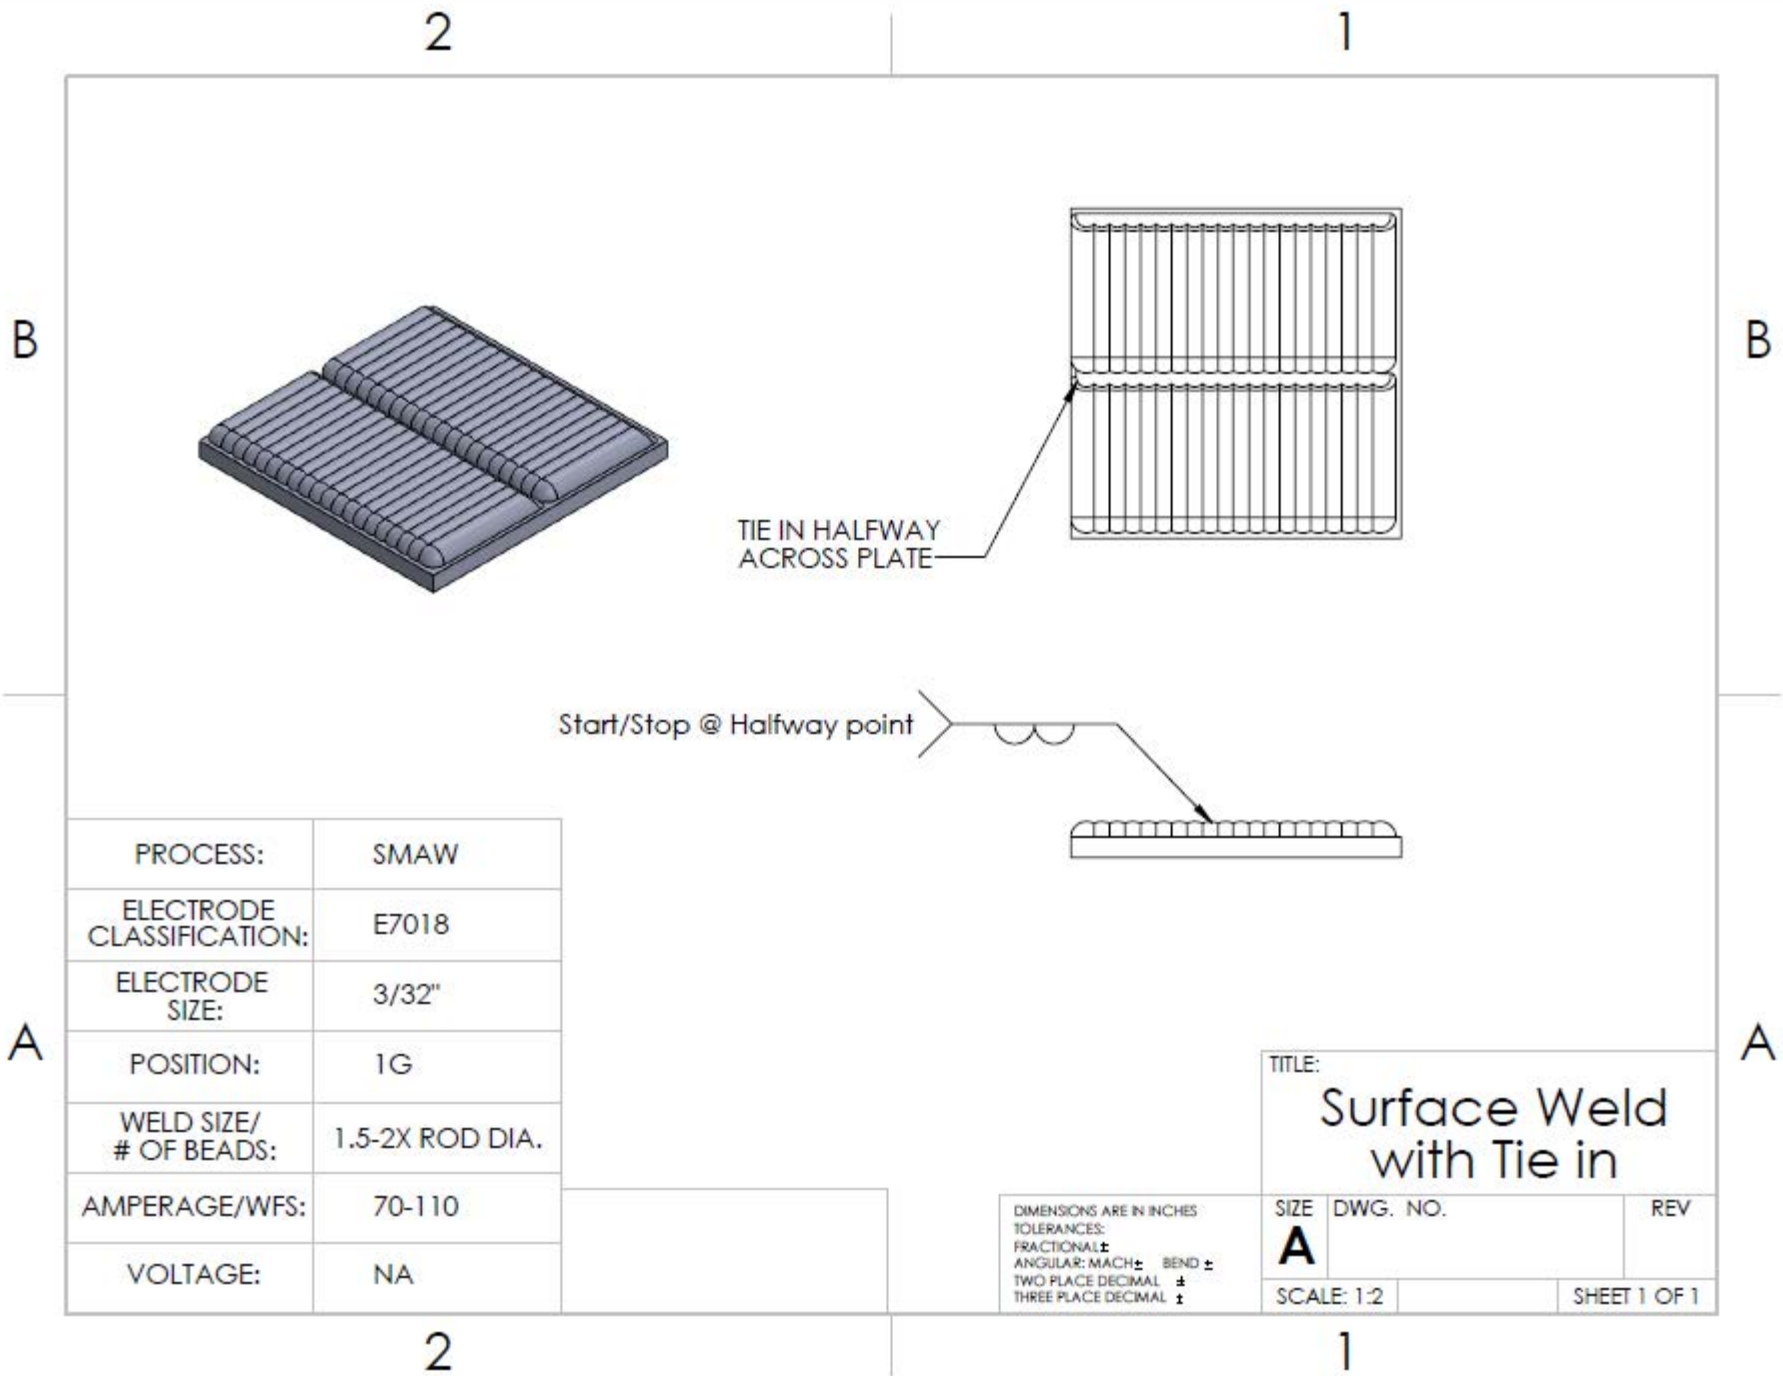 2
1
B
B
TIE IN HALFWAY
ACROSS PLATE
Start/Stop @ Halfway point
PROCESS:
SMAW
ELECTRODE
CLASSIFICATION:
E7018
ELECTRODE
SIZE:
3/32"
A
A
POSITION:
1G
WELD SIZE/
# OF BEADS:
1.5-2X ROD DIA.
AMPERAGE/WFS:
70-110
VOLTAGE:
NA
TITLE:
Surface Weld
with Tie in
DIMENSIONS ARE IN INCHES
TOLERANCES:
FRACTIONAL±
ANGULAR: MACH± BEND ±
TWO PLACE DECIMAL ±
THREE PLACE DECIMAL ±
SIZE
A
DWG. NO.
REV
SCALE: 1:2
SHEET 1 OF 1
2
1